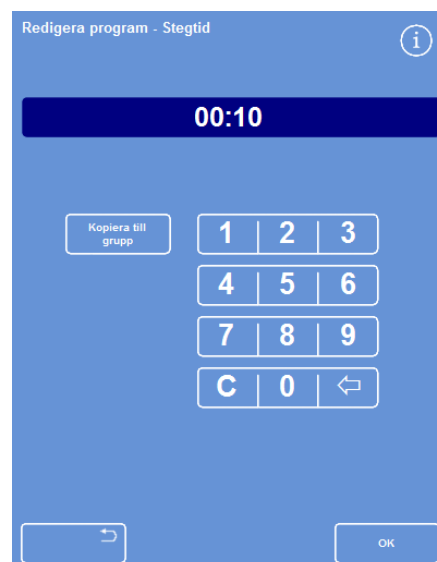 Redigera program - Stegtid
i
00:10
Kopiera till
grupp
1 2 3
4 5 6
7 8 9
C 0
OK